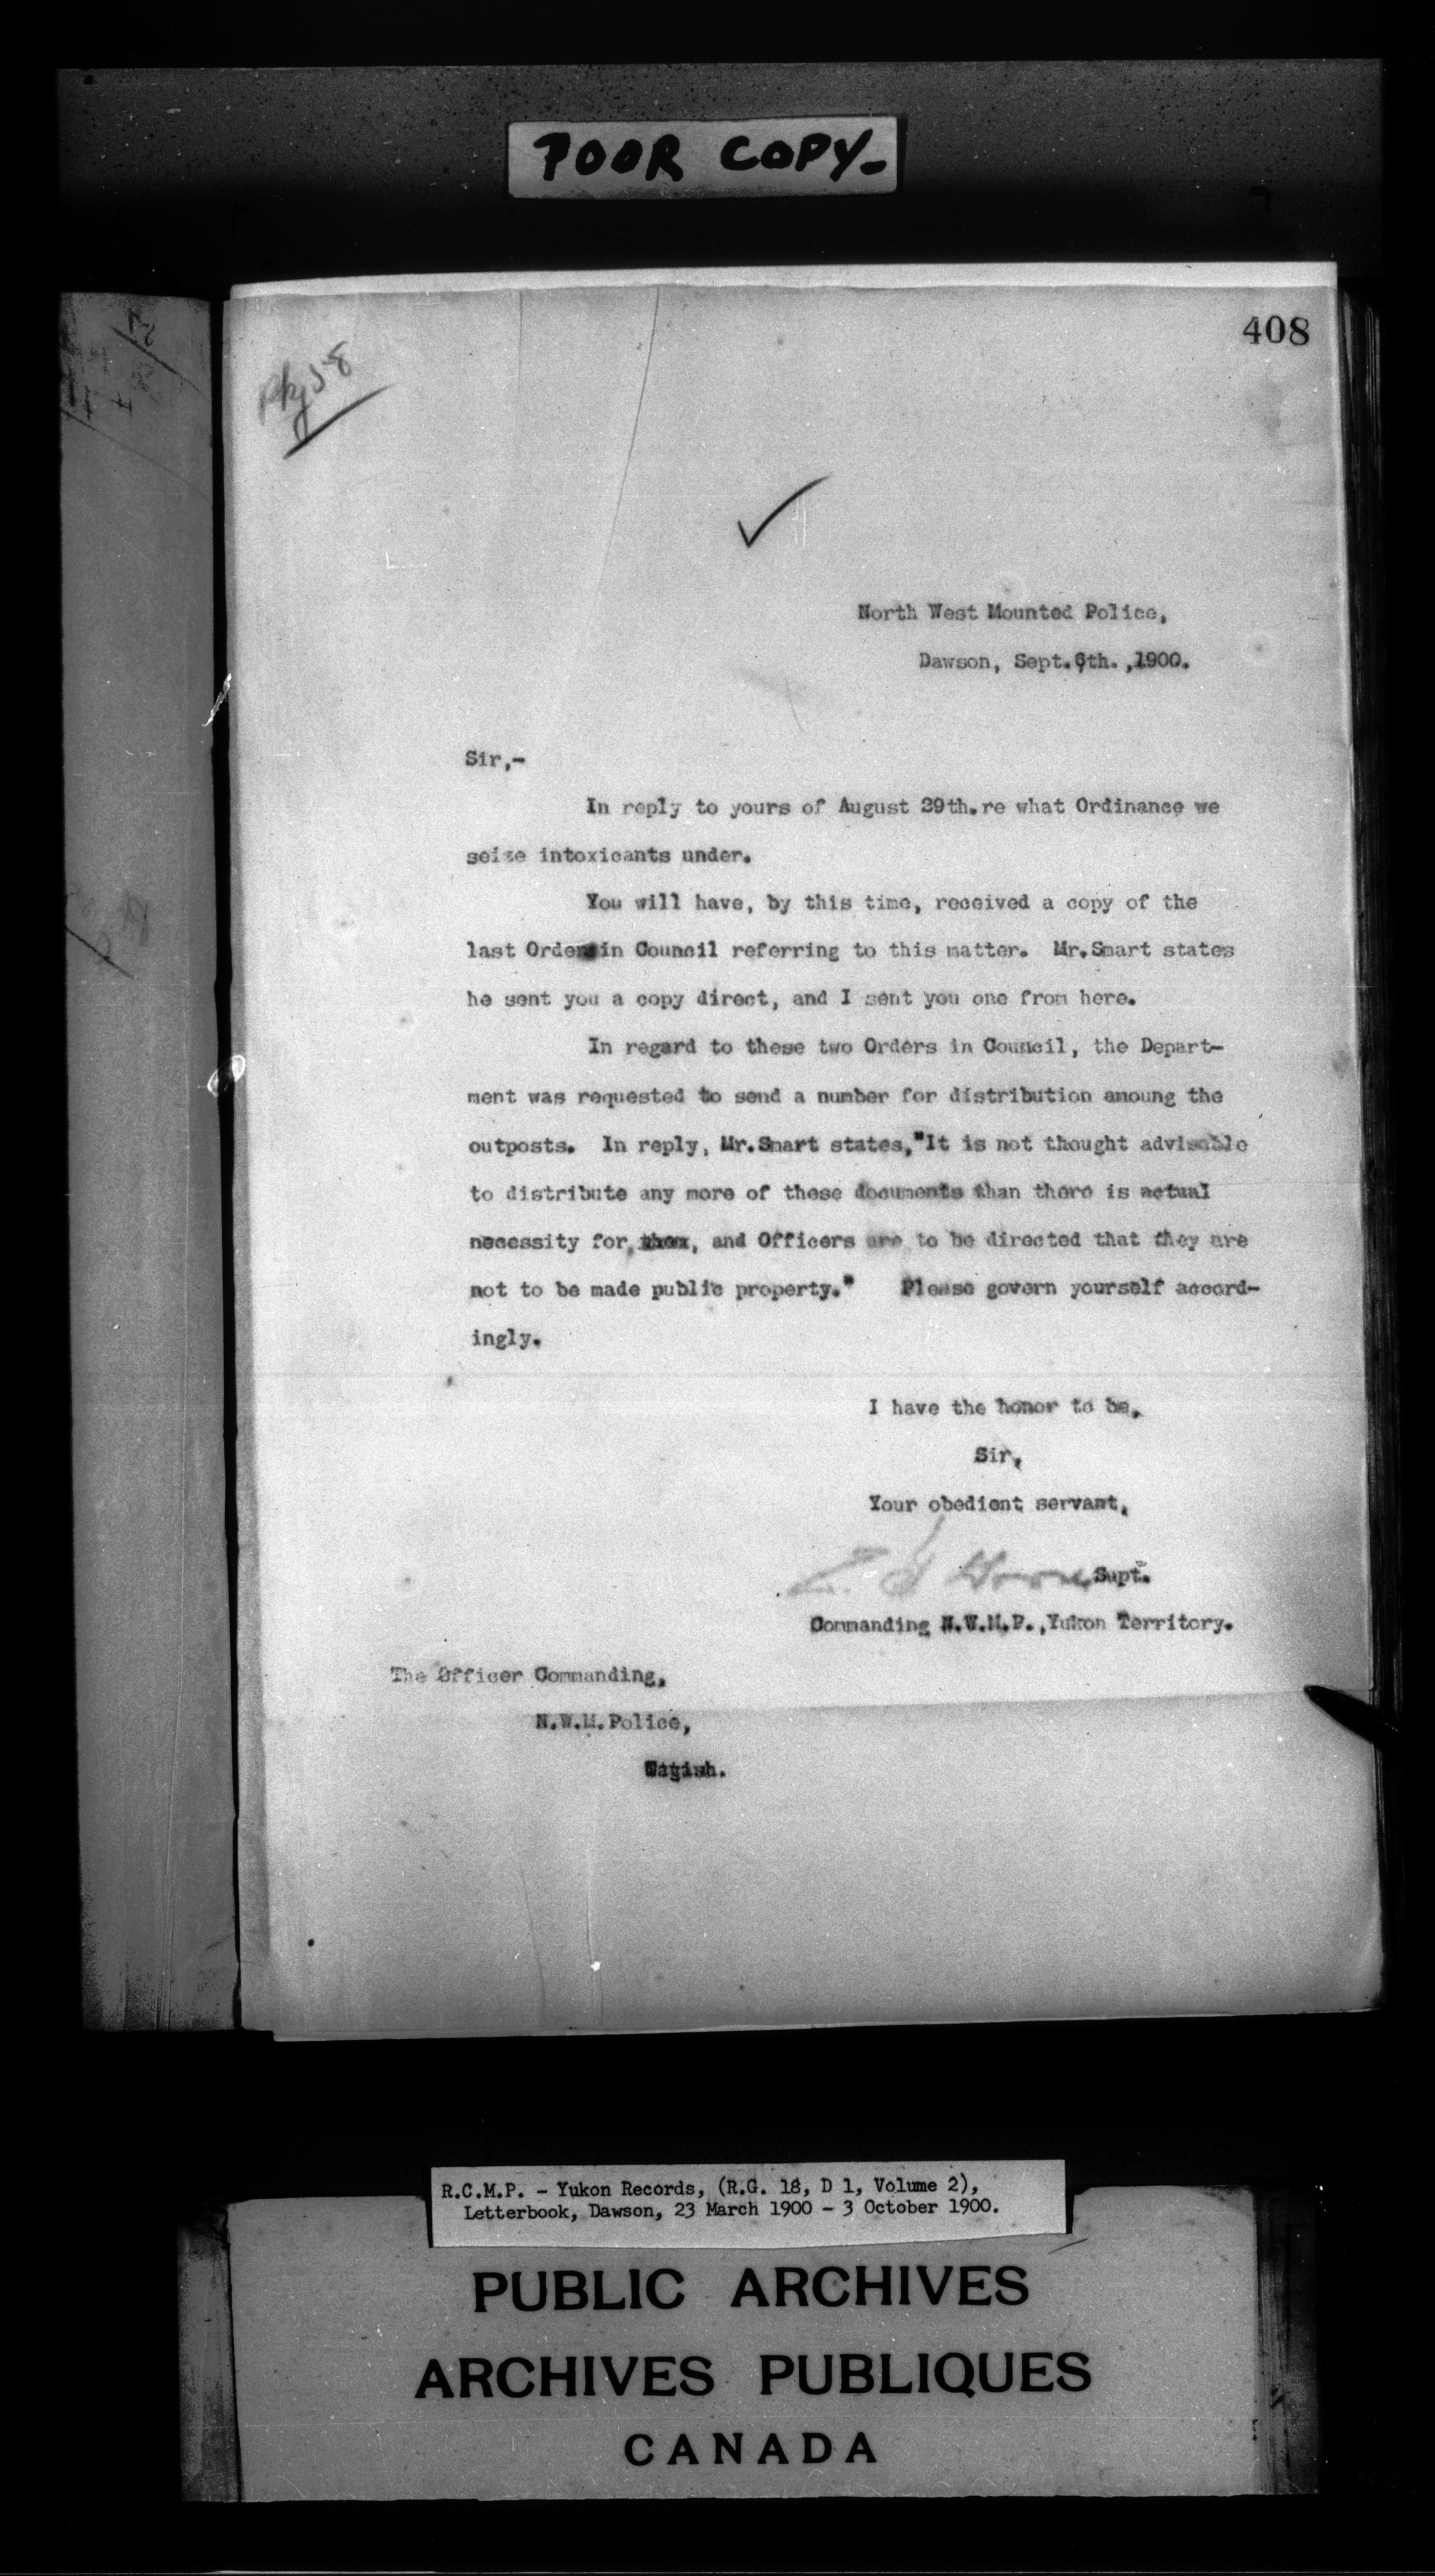 POOR COPY-
408
North West Mounted Police,
Dawson, Sept.6th.,1900.
Sir,-
In reply to yours of August 29th.re what Ordinance we
seize intoxicants under.
You will have, by this time, received a copy of the
last Order in Council referring to this matter. Mr.Smart states
he sent you a copy direct, and I sent you one from here.
In regard to these two Orders in Council, the Depart-
ment was requested to send a number for distribution amoung the
outposts. In reply, Mr.Smart states,"It is not thought advisable
to distribute any more of these documents than there is actual
necessity for, them, and Officers are to be directed that they are
not to be made public property." Please govern yourself accord-
ingly.
I have the honor to be,
Sir,
Your obedient servant,
Supt.
Commanding N.W.M.P.,Yukon Territory.
The Officer Commanding,
N.W.M.Police,
R.C.M.P. - Yukon Records, (R.G. 18, D 1, Volume 2),
Letterbook, Dawson, 23 March 1900 - 3 October 1900.
PUBLIC ARCHIVES
ARCHIVES PUBLIQUES
CANADA